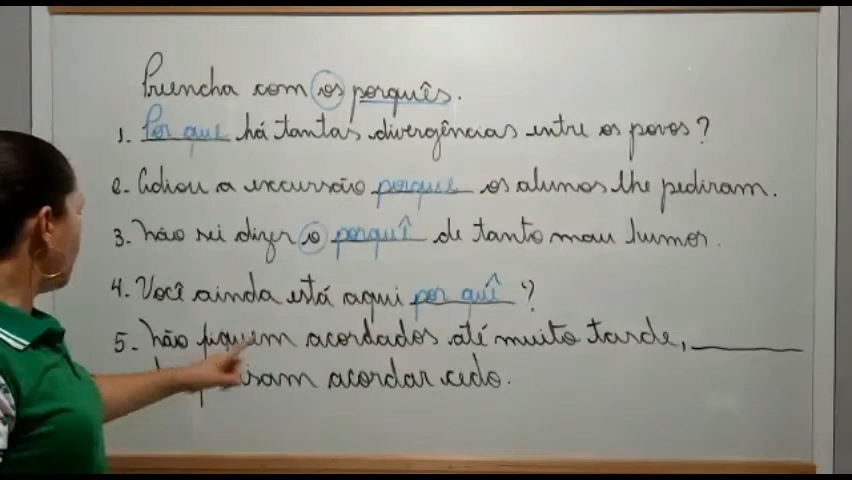 Preencha com os porquês.
1. Por que há tantas divergências entre os povos?
2. Adiou a excursão porque os alunos lhe pediram.
3. Não sei dizer o porquê de tanto mau humor.
4. Você ainda está aqui por quê ?
5. Não fiquem acordados até muito tarde, ______
acordar cedo.